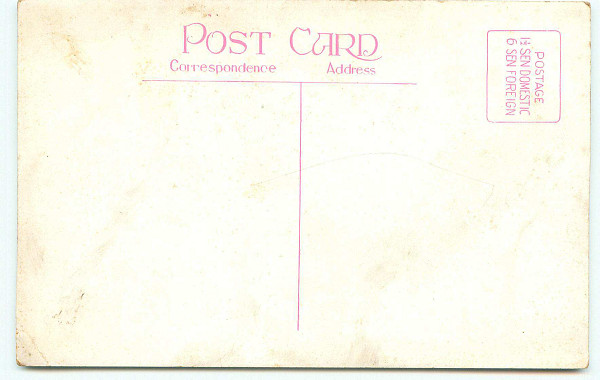 POST CARD
Correspondence Address
POSTAGE
1½ SEN DOMESTIC
6 SEN FOREIGN